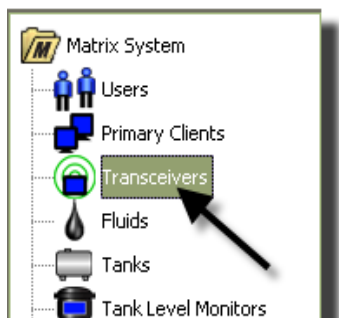 Matrix System
Users
Primary Clients
Transceivers
Fluids
Tanks
Tank Level Monitors